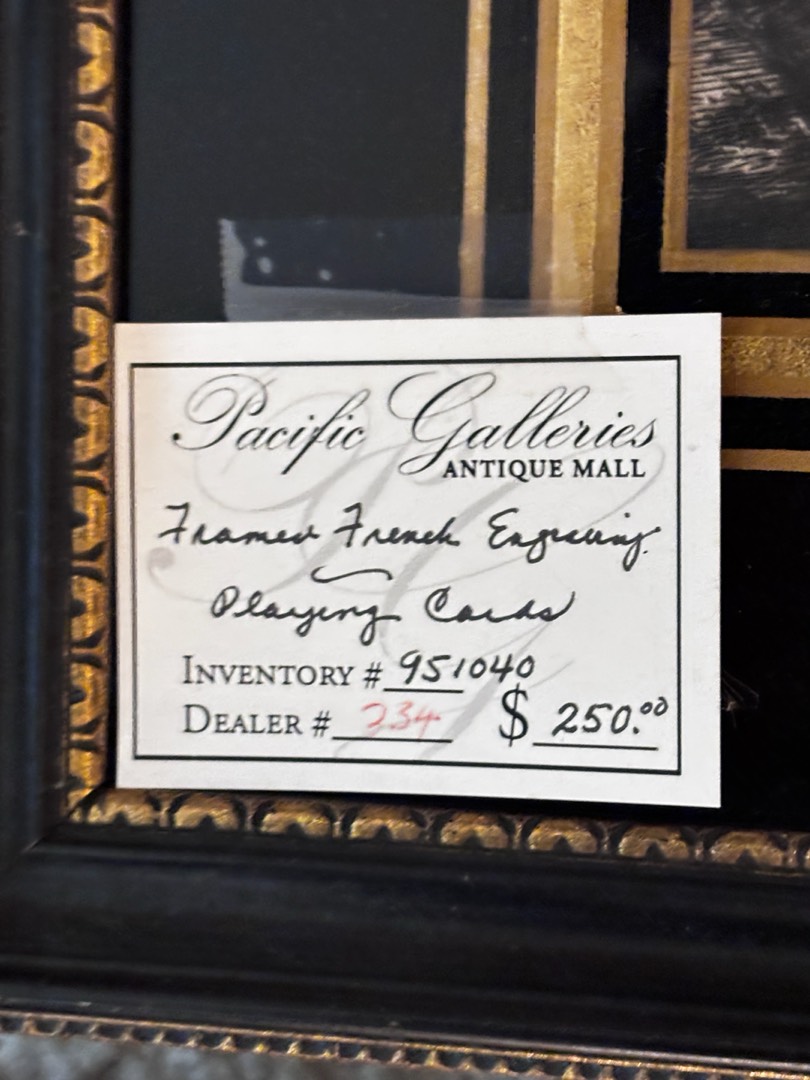 Pacific Galleries
ANTIQUE MALL
Framed French Engraving
Playing Cards
INVENTORY # 951040
DEALER # 234 $ 250.00